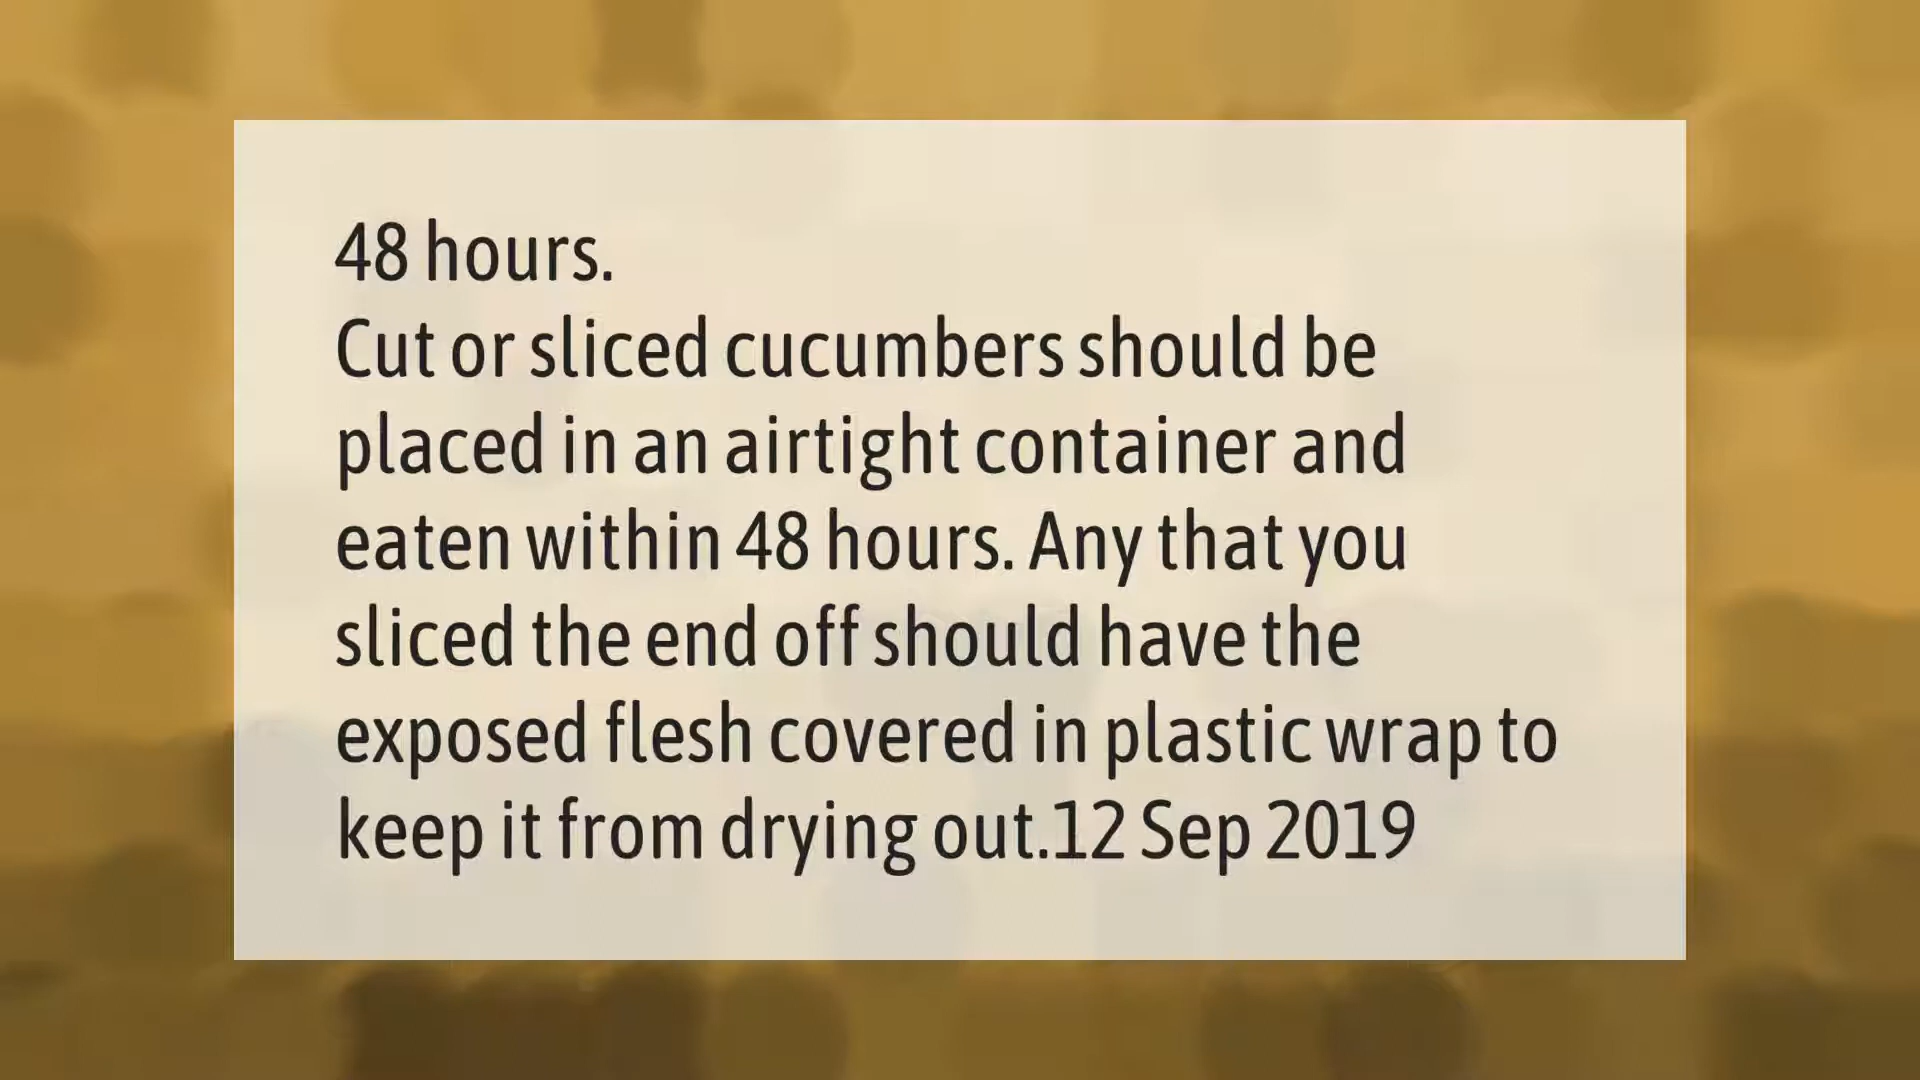 48 hours.
Cut or sliced cucumbers should be
placed in an airtight container and
eaten within 48 hours. Any that you
sliced the end off should have the
exposed flesh covered in plastic wrap to
keep it from drying out.12 Sep 2019